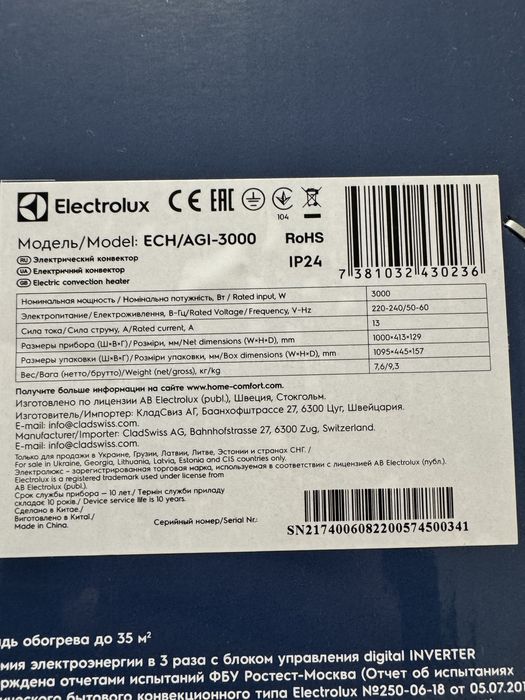 Electrolux
CE EAC
104
Модель/Model: ECH/AGI-3000
RoHS
IP24
RU Электрический конвектор
UA Електричний конвектор
GB Electric convection heater
7 381032 430236
Номинальная мощность / Номінальна потужність, Вт / Rated input, W 3000
Электропитание / Електроживлення, В-Гц/Rated Voltage / Frequency, V-Hz 220-240/50-60
Сила тока/Сила струму, А/Rated current, A 13
Размеры прибора (Ш×В×Г)/Розміри, мм/Net dimensions (W×H×D), mm 1000×413×129
Размеры упаковки (Ш×В×Г)/Розміри упаковки, мм/Box dimensions (W×H×D), mm 1095×445×157
Вес/Вага (нетто/брутто)/Weight (net/gross), кг/kg 7,6/9,3
Получите больше информации на сайте www.home-comfort.com.
Изготовлено по лицензии AB Electrolux (publ.), Швеция, Стокгольм.
Изготовитель/Импортер: КладСвиз АГ, Баанхофштрассе 27, 6300 Цуг, Швейцария.
E-mail: info@cladswiss.com
Manufacturer/Importer: CladSwiss AG, Bahnhofstrasse 27, 6300 Zug, Switzerland.
E-mail: info@cladswiss.com
Только для продажи в Украине, Грузии, Латвии, Литве, Эстонии и странах СНГ. /
For sale in Ukraine, Georgia, Lithuania, Latvia, Estonia and CIS countries only.
Электролюкс – зарегистрированная торговая марка, используемая в соответствии с лицензией AB Electrolux (публ.).
Electrolux is a registered trademark used under license from
AB Electrolux (publ.).
Срок службы прибора – 10 лет./ Термін служби приладу
складає 10 років./ Device service life is 10 years.
Сделано в Китае./
Виготовлено в Китаї./
Made in China.
Серийный номер/Serial Nr.:
SN2174006082200574500341
дь обогрева до 35 м²
мия электроэнергии в 3 раза с блоком управления digital INVERTER
ерждена отчетами испытаний ФБУ Ростест-Москва (Отчет об испытаниях
ического бытового конвекционного типа Electrolux N250-06-18 от 05.07.20